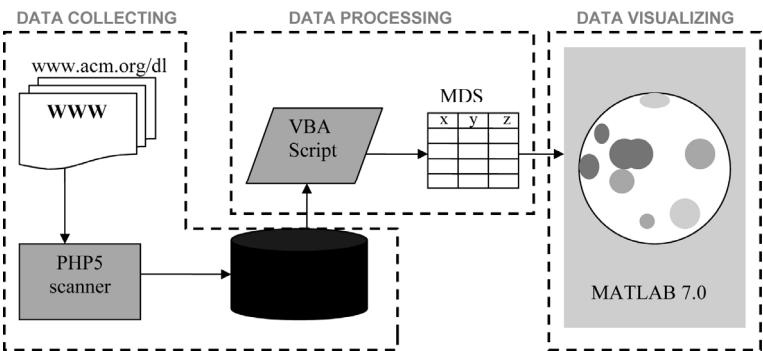 DATA COLLECTING
DATA PROCESSING
DATA VISUALIZING
www.acm.org/dl
WWW
PHP5
scanner
VBA
Script
MDS
x y z
MATLAB 7.0